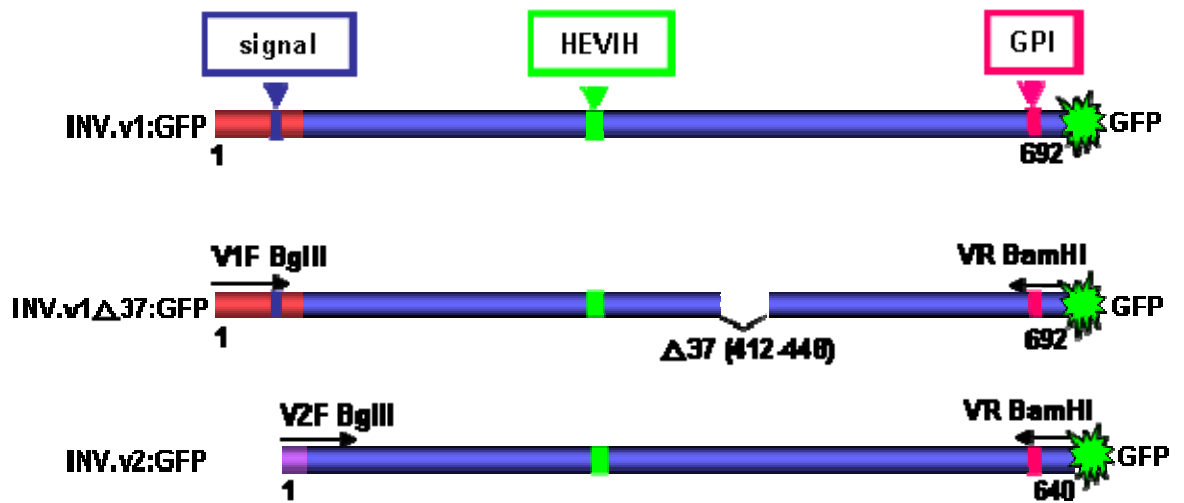 signal HEVIH GPI
INV.v1:GFP GFP
1 692
V1F BglII VR BamHI
INV.v1Δ37:GFP GFP
1 692
Δ37 (412-448)
V2F BglII VR BamHI
INV.v2:GFP GFP
1 640